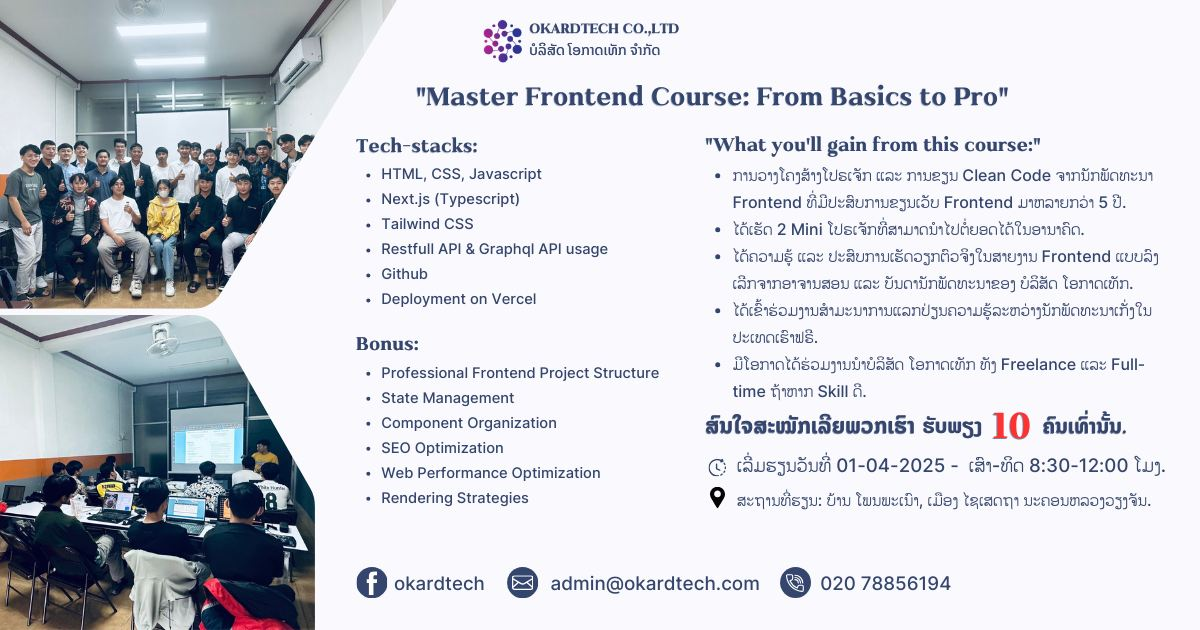 OKARDTECH CO.,LTD
ບໍລິສັດ ໂອກາດເທັກ ຈຳກັດ
"Master Frontend Course: From Basics to Pro"
Tech-stacks:
HTML, CSS, Javascript
Next.js (Typescript)
Tailwind CSS
Restfull API & Graphql API usage
Github
Deployment on Vercel
Bonus:
Professional Frontend Project Structure
State Management
Component Organization
SEO Optimization
Web Performance Optimization
Rendering Strategies
"What you'll gain from this course:"
ການວາງໂຄງສ້າງໂປຣເຈັກ ແລະ ການຂຽນ Clean Code ຈາກນັກພັດທະນາ
Frontend ທີ່ມີປະສົບການຂຽນເວັບ Frontend ມາຫລາຍກວ່າ 5 ປີ.
ໄດ້ເຮັດ 2 Mini ໂປຣເຈັກທີ່ສາມາດນຳໄປຕໍ່ຍອດໄດ້ໃນອານາຄົດ.
ໄດ້ຄວາມຮູ້ ແລະ ປະສົບການເຮັດວຽກຕົວຈິງໃນສາຍງານ Frontend ແບບລົງ
ເລິກຈາກອາຈານສອນ ແລະ ບັນດານັກພັດທະນາຂອງ ບໍລິສັດ ໂອກາດເທັກ.
ໄດ້ເຂົ້າຮ່ວມງານສຳມະນາການແລກປ່ຽນຄວາມຮູ້ລະຫວ່າງນັກພັດທະນາເກັ່ງໃນ
ປະເທດເຮົາຟຣີ.
ມີໂອກາດໄດ້ຮ່ວມງານນຳບໍລິສັດ ໂອກາດເທັກ ທັງ Freelance ແລະ Full-
time ຖ້າຫາກ Skill ດີ.
ສົນໃຈສະໝັກເລີຍພວກເຮົາ ຮັບພຽງ 10 ຄົນເທົ່ານັ້ນ.
ເລີ່ມຮຽນວັນທີ່ 01-04-2025 - ເສົາ-ທິດ 8:30-12:00 ໂມງ.
ສະຖານທີ່ຮຽນ: ບ້ານ ໂພນພະເນົາ, ເມືອງ ໄຊເສດຖາ ນະຄອນຫລວງວຽງຈັນ.
okardtech
admin@okardtech.com
020 78856194